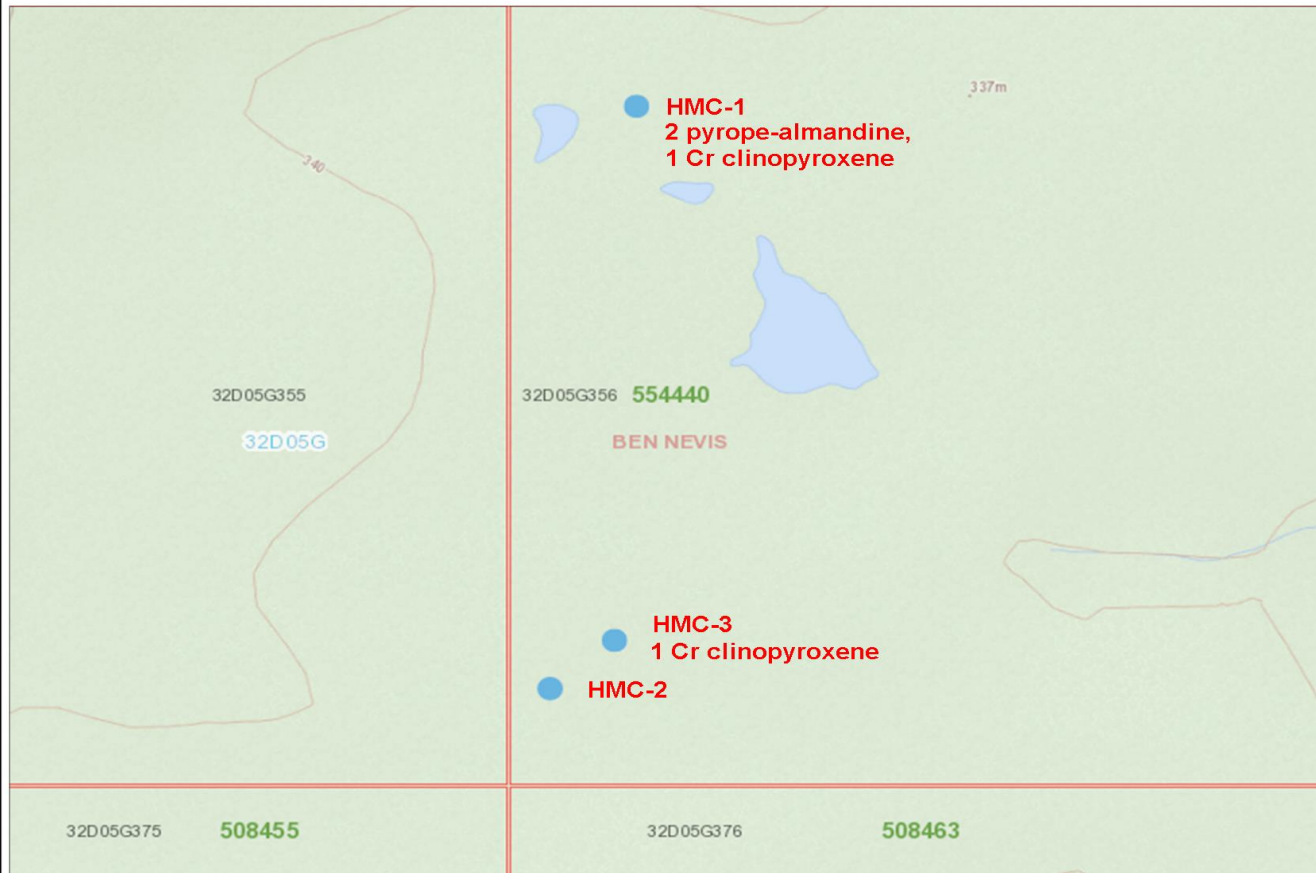 337m
HMC-1
2 pyrope-almandine,
1 Cr clinopyroxene
340
32D05G355
32D05G356 554440
32D05G
BEN NEVIS
HMC-3
1 Cr clinopyroxene
HMC-2
32D05G375 508455
32D05G376 508463